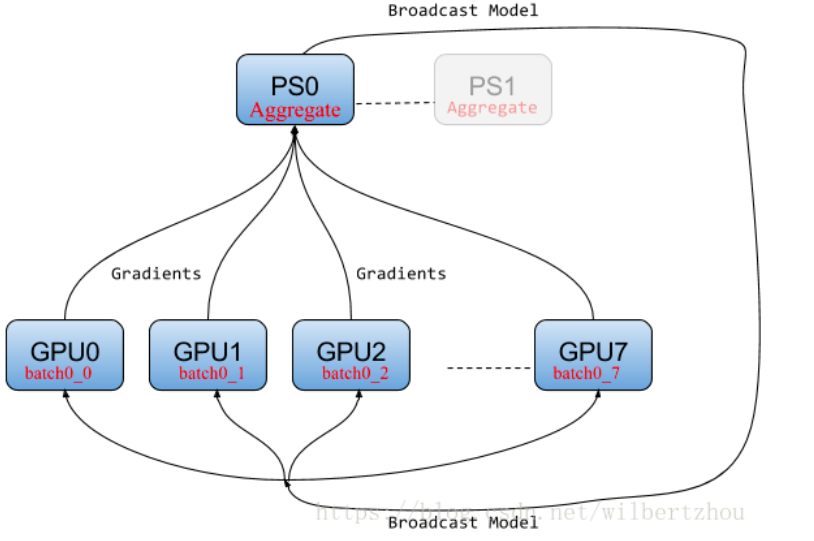 Broadcast Model
PS0
Aggregate
PS1
Aggregate
Gradients
Gradients
GPU0
batch0_0
GPU1
batch0_1
GPU2
batch0_2
GPU7
batch0_7
https://blog.csdn.net/wilbertzhou
Broadcast Model